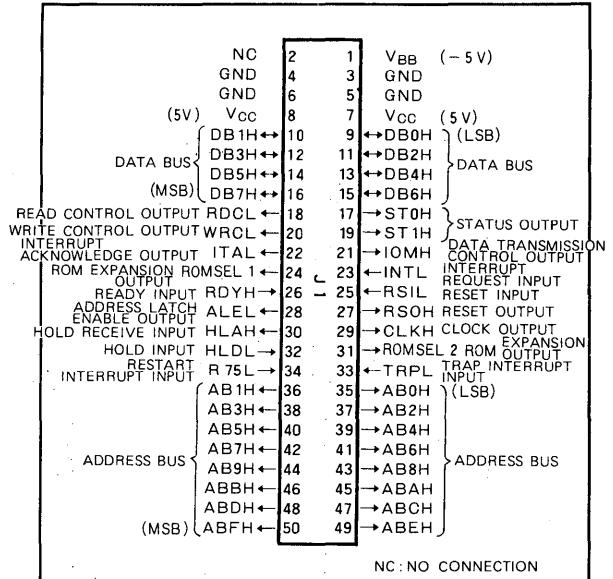 NC 2 1 VBB (-5V)
GND 4 3 GND
GND 6 5 GND
(5V) VCC 8 7 VCC (5V)
DB1H↔ 10 9 ↔DB0H (LSB)
DB3H↔ 12 11 ↔DB2H
DATA BUS DB5H↔ 14 13 ↔DB4H DATA BUS
(MSB) DB7H↔ 16 15 ↔DB6H
READ CONTROL OUTPUT RDCL ← 18 17 →ST0H STATUS OUTPUT
WRITE CONTROL OUTPUT WRCL ← 20 19 →ST1H
INTERRUPT ACKNOWLEDGE OUTPUT ITAL ← 22 21 →IOMH DATA TRANSMISSION CONTROL OUTPUT
ROM EXPANSION OUTPUT ROMSEL 1 ← 24 J1 23 ←INTL INTERRUPT REQUEST INPUT
READY INPUT RDYH→ 26 25 ←RSIL RESET INPUT
ADDRESS LATCH ENABLE OUTPUT ALEL← 28 27 →RSOH RESET OUTPUT
HOLD RECEIVE INPUT HLAH← 30 29 →CLKH CLOCK OUTPUT
HOLD INPUT HLDL→ 32 31 →ROMSEL 2 ROM EXPANSION OUTPUT
RESTART INTERRUPT INPUT R75L→ 34 33 ←TRPL TRAP INTERRUPT INPUT
AB1H← 36 35 →AB0H (LSB)
AB3H← 38 37 →AB2H
AB5H← 40 39 →AB4H
AB7H← 42 41 →AB6H
ADDRESS BUS AB9H← 44 43 →AB8H ADDRESS BUS
ABBH← 46 45 →ABAH
ABDH← 48 47 →ABCH
(MSB) ABFH← 50 49 →ABEH
NC: NO CONNECTION